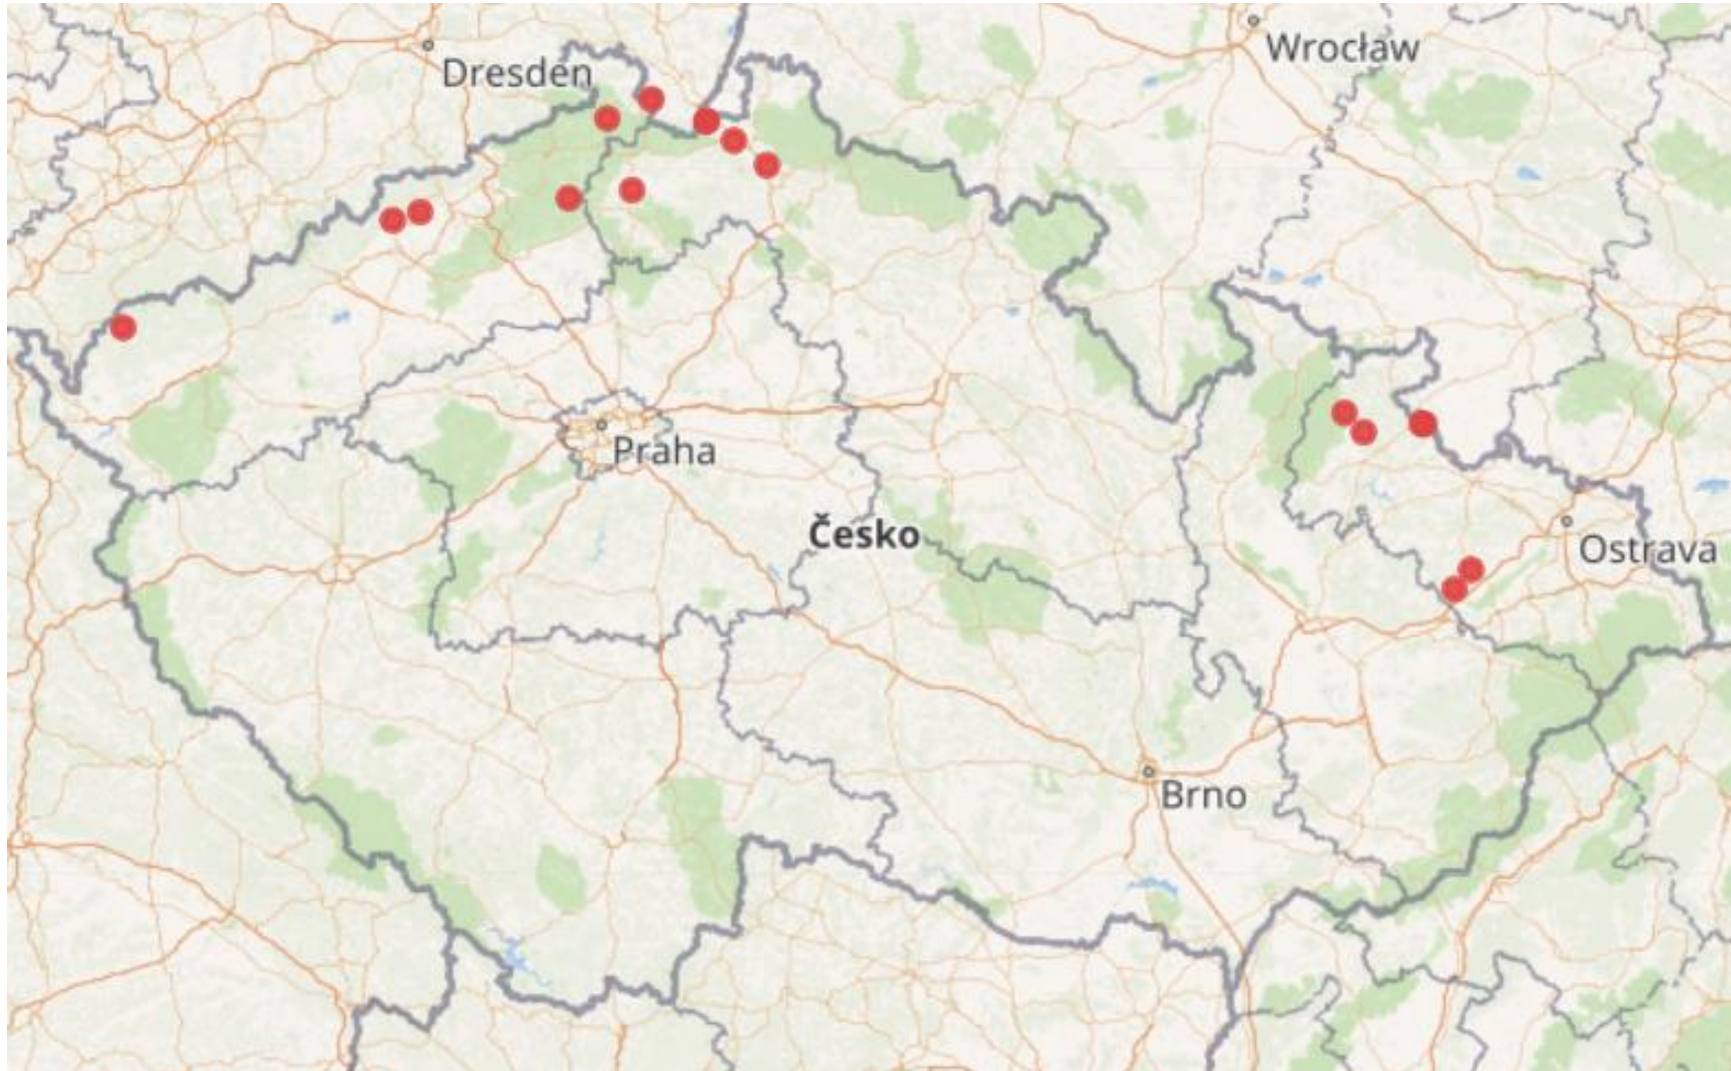 Wrocław
Dresden
Praha
Česko
Ostrava
Brno